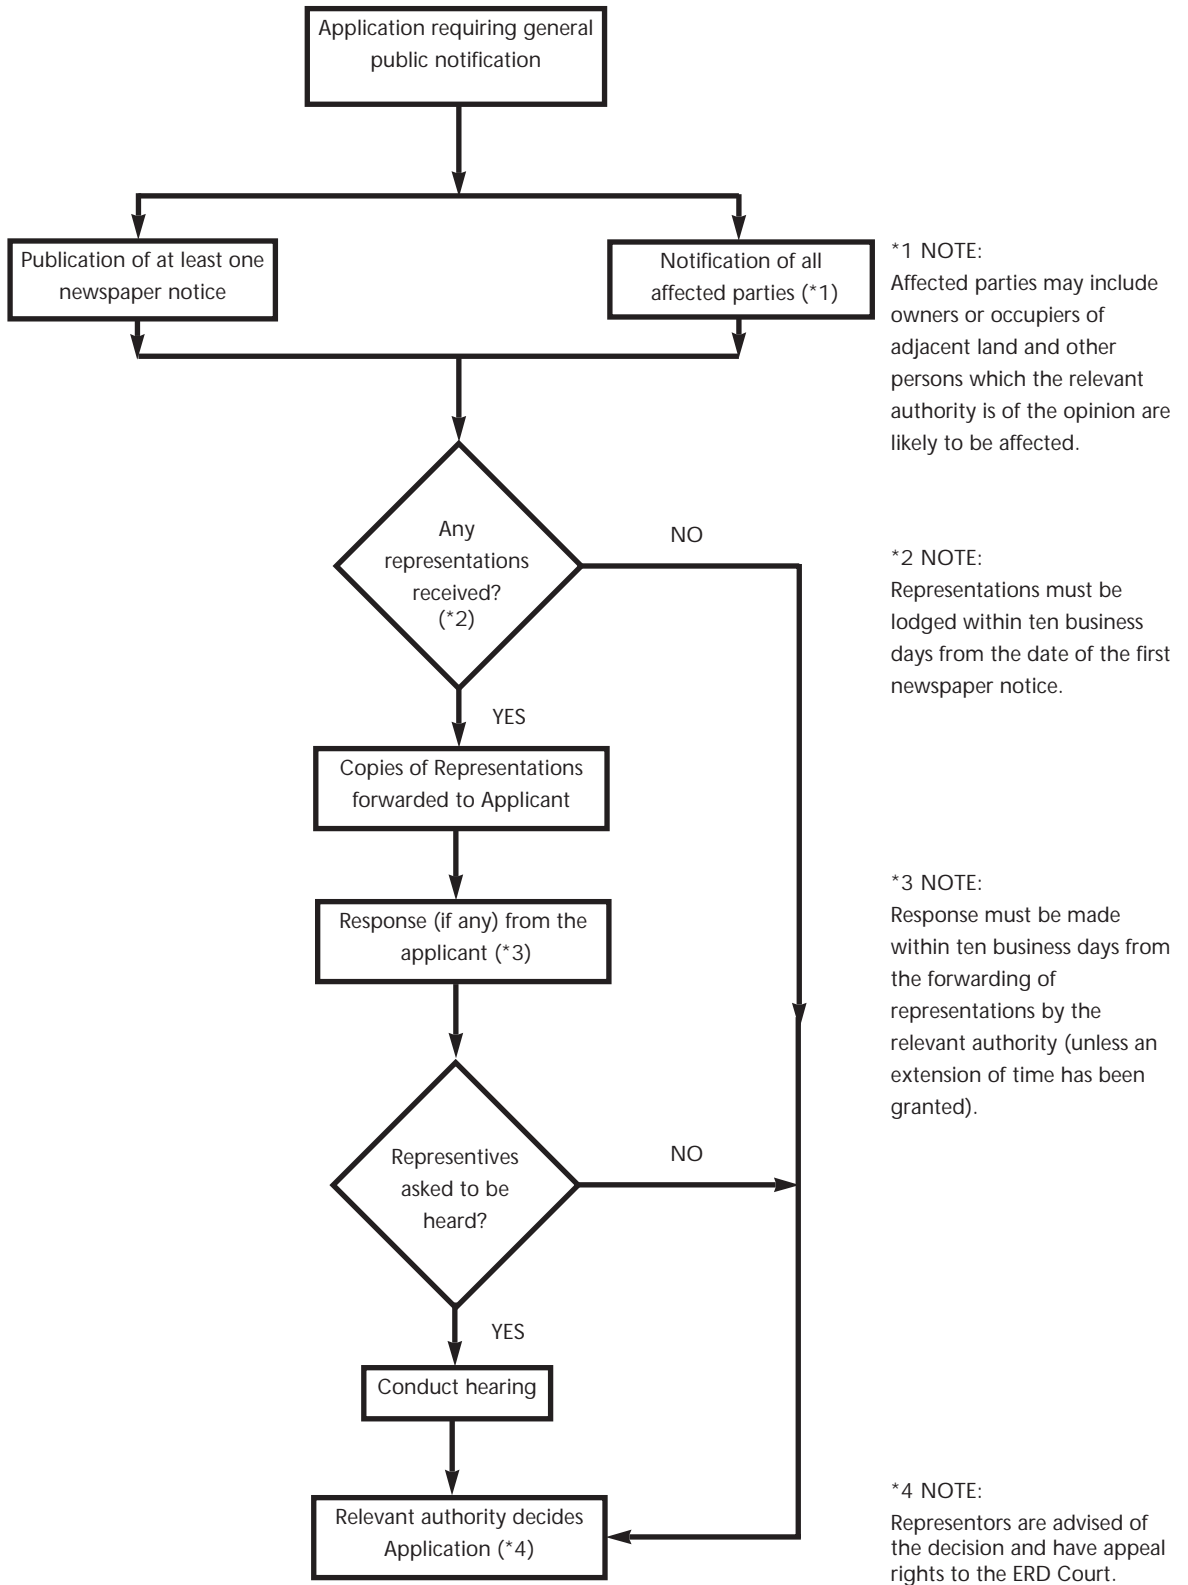 Application requiring general
public notification
Publication of at least one
newspaper notice
Notification of all
affected parties (*1)
*1 NOTE:
Affected parties may include
owners or occupiers of
adjacent land and other
persons which the relevant
authority is of the opinion are
likely to be affected.
Any
representations
received?
(*2)
NO
YES
*2 NOTE:
Representations must be
lodged within ten business
days from the date of the first
newspaper notice.
Copies of Representations
forwarded to Applicant
Response (if any) from the
applicant (*3)
*3 NOTE:
Response must be made
within ten business days from
the forwarding of
representations by the
relevant authority (unless an
extension of time has been
granted).
Representives
asked to be
heard?
NO
YES
Conduct hearing
Relevant authority decides
Application (*4)
*4 NOTE:
Representors are advised of
the decision and have appeal
rights to the ERD Court.